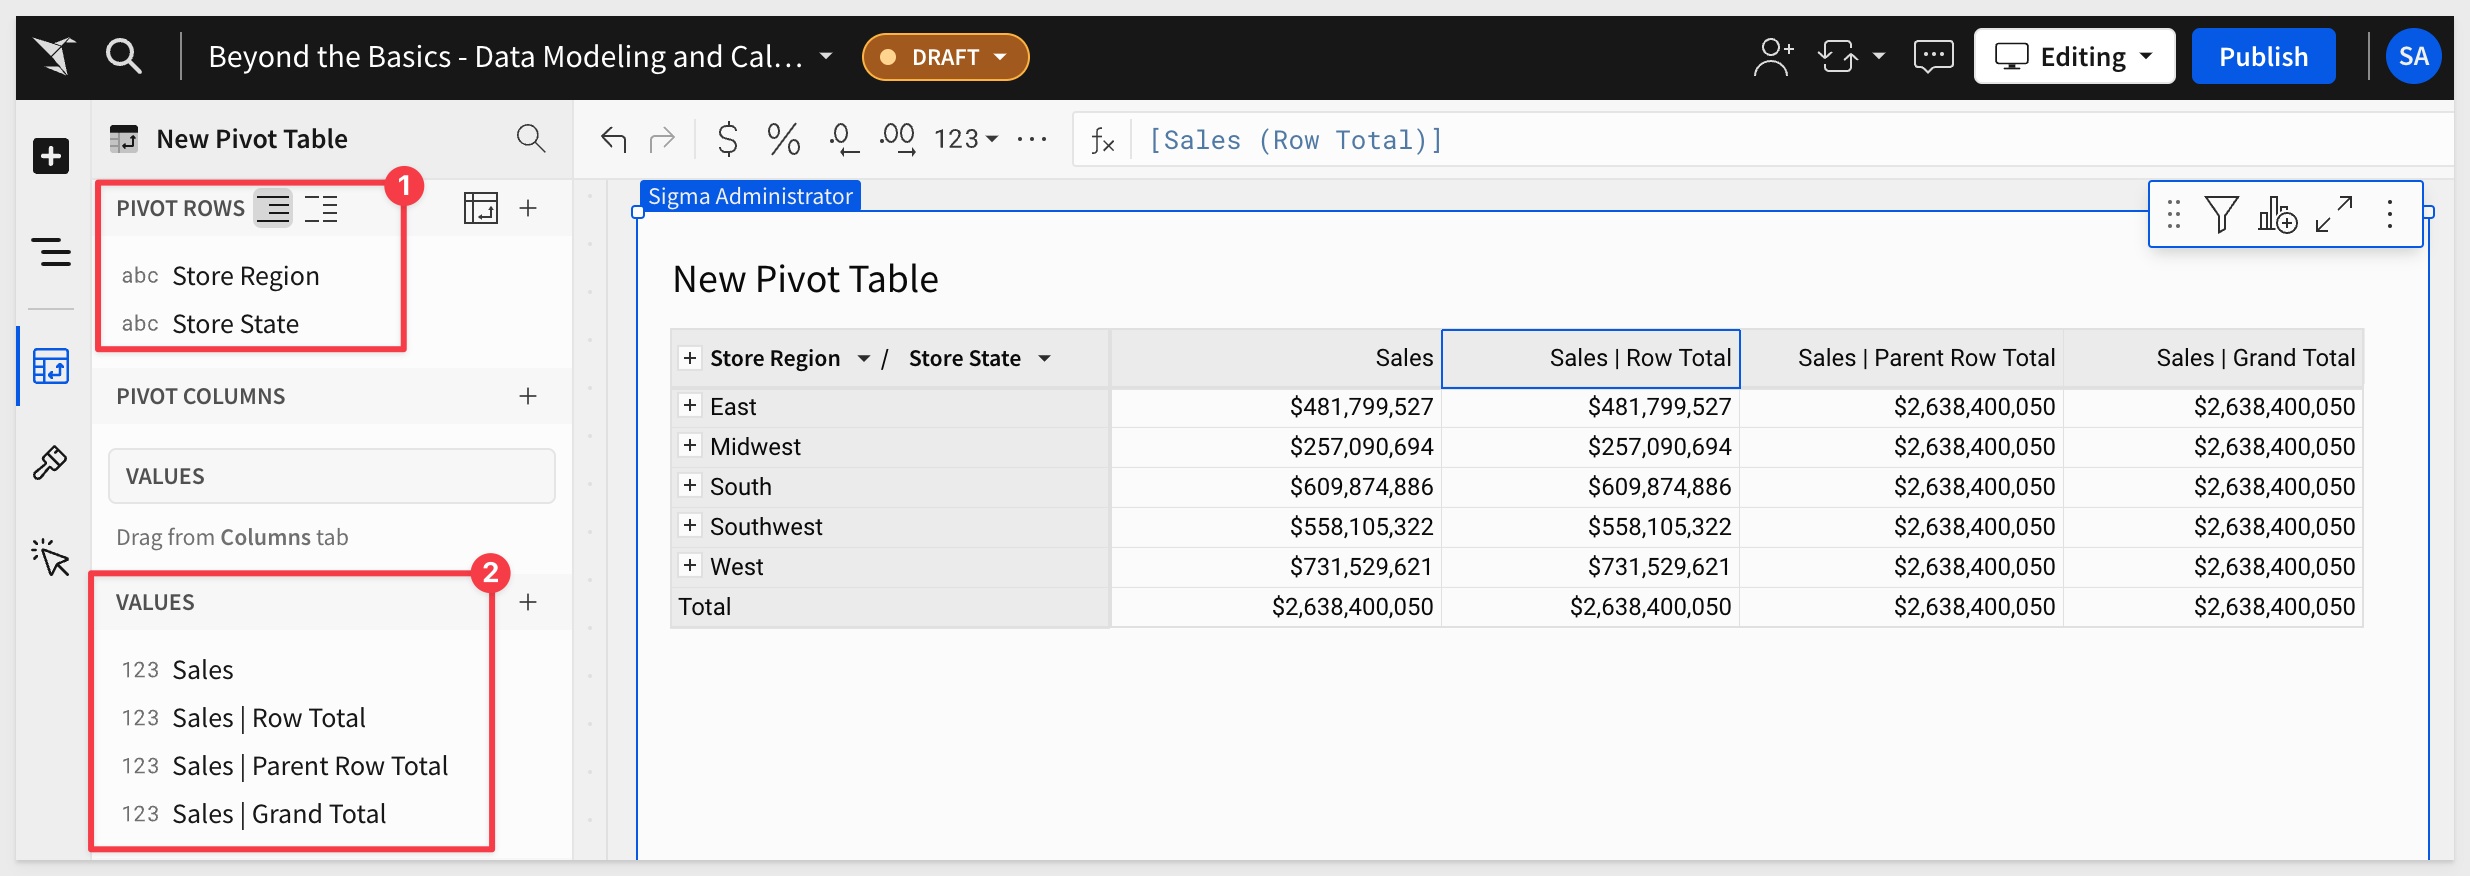 Beyond the Basics - Data Modeling and Cal...
DRAFT
Editing
Publish
SA
New Pivot Table
$ % .0 .00 123 ...
fx [Sales (Row Total)]
1
PIVOT ROWS
abc Store Region
abc Store State
PIVOT COLUMNS
VALUES
Drag from Columns tab
2
VALUES
123 Sales
123 Sales | Row Total
123 Sales | Parent Row Total
123 Sales | Grand Total
Sigma Administrator
New Pivot Table
Store Region / Store State Sales Sales | Row Total Sales | Parent Row Total Sales | Grand Total
East $481,799,527 $481,799,527 $2,638,400,050 $2,638,400,050
Midwest $257,090,694 $257,090,694 $2,638,400,050 $2,638,400,050
South $609,874,886 $609,874,886 $2,638,400,050 $2,638,400,050
Southwest $558,105,322 $558,105,322 $2,638,400,050 $2,638,400,050
West $731,529,621 $731,529,621 $2,638,400,050 $2,638,400,050
Total $2,638,400,050 $2,638,400,050 $2,638,400,050 $2,638,400,050